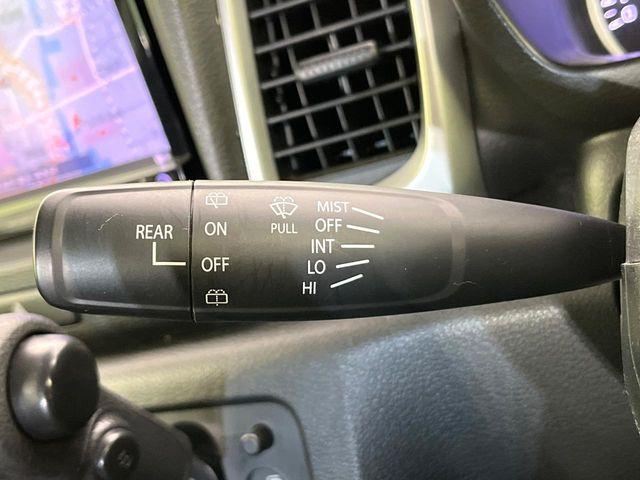 REAR
ON
OFF
PULL
MIST
OFF
INT
LO
HI